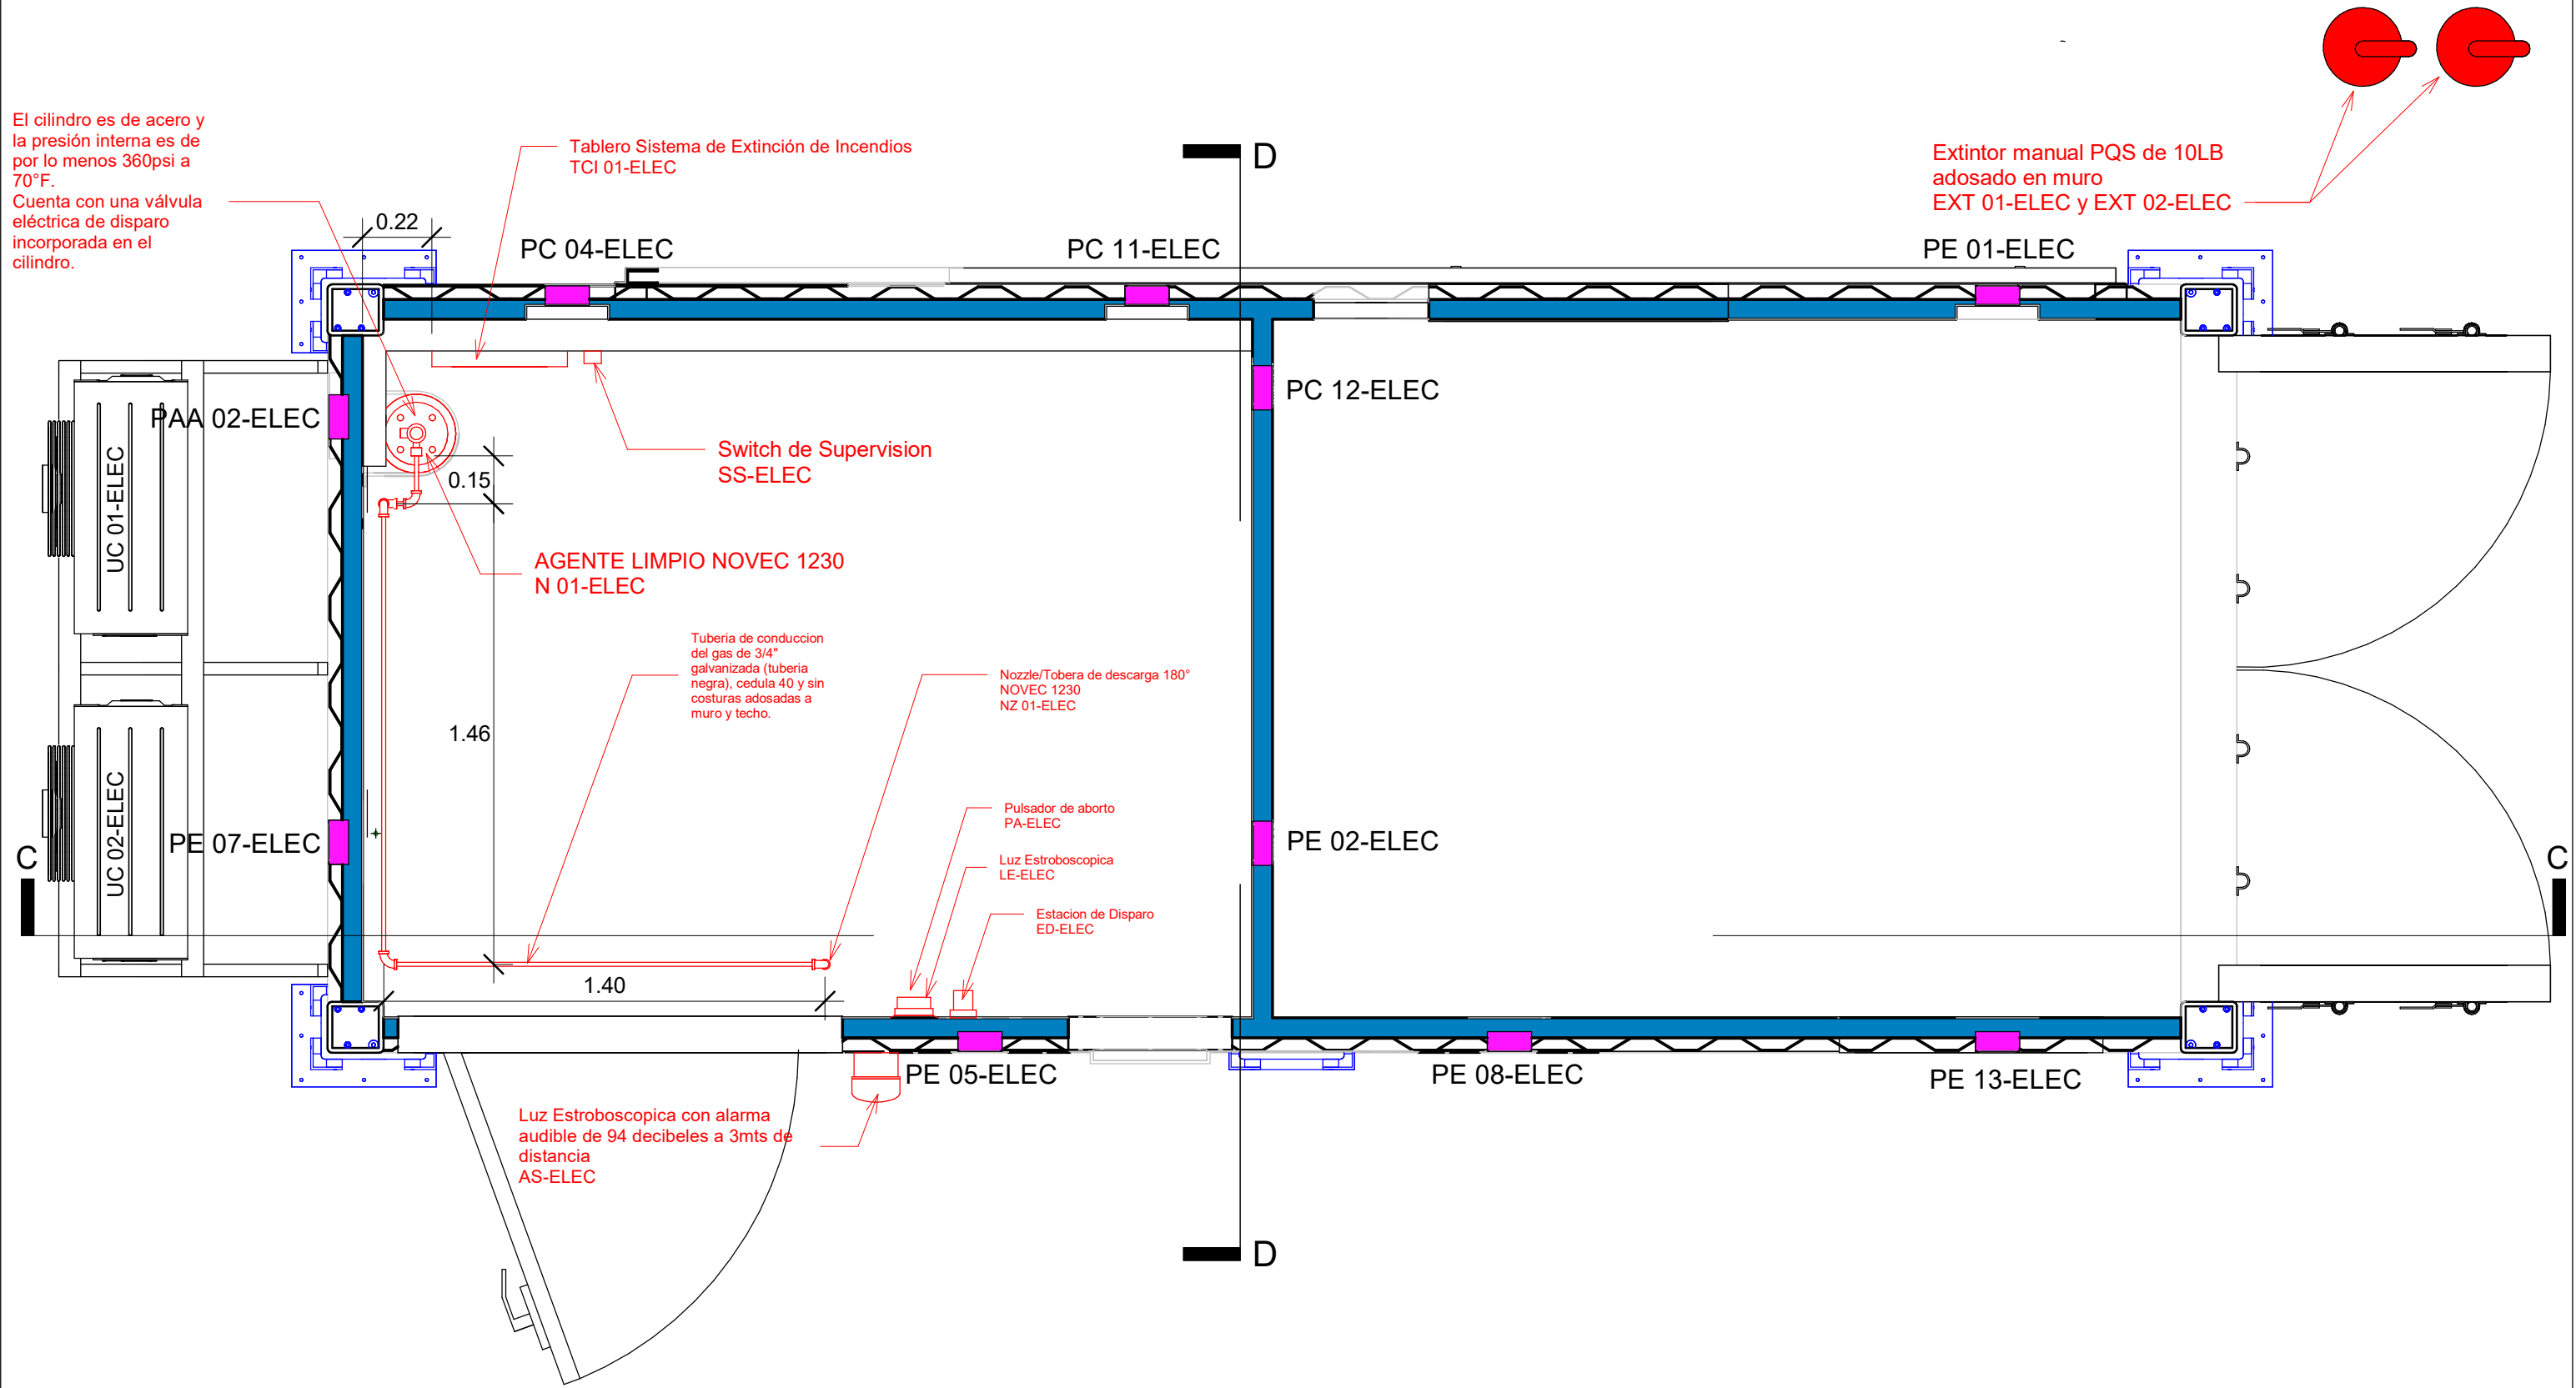 El cilindro es de acero y
la presión interna es de
por lo menos 360psi a
70°F.
Cuenta con una válvula
eléctrica de disparo
incorporada en el
cilindro.
Tablero Sistema de Extinción de Incendios
TCI 01-ELEC
D
Extintor manual PQS de 10LB
adosado en muro
EXT 01-ELEC y EXT 02-ELEC
0.22
PC 04-ELEC
PC 11-ELEC
PE 01-ELEC
PAA 02-ELEC
PC 12-ELEC
UC 01-ELEC
Switch de Supervision
SS-ELEC
0.15
AGENTE LIMPIO NOVEC 1230
N 01-ELEC
Tuberia de conduccion
del gas de 3/4"
galvanizada (tuberia
negra), cedula 40 y sin
costuras adosadas a
muro y techo.
Nozzle/Tobera de descarga 180°
NOVEC 1230
NZ 01-ELEC
1.46
Pulsador de aborto
PA-ELEC
UC 02-ELEC
PE 07-ELEC
PE 02-ELEC
C
C
Luz Estroboscopica
LE-ELEC
Estacion de Disparo
ED-ELEC
1.40
PE 05-ELEC
PE 08-ELEC
PE 13-ELEC
Luz Estroboscopica con alarma
audible de 94 decibeles a 3mts de
distancia
AS-ELEC
D